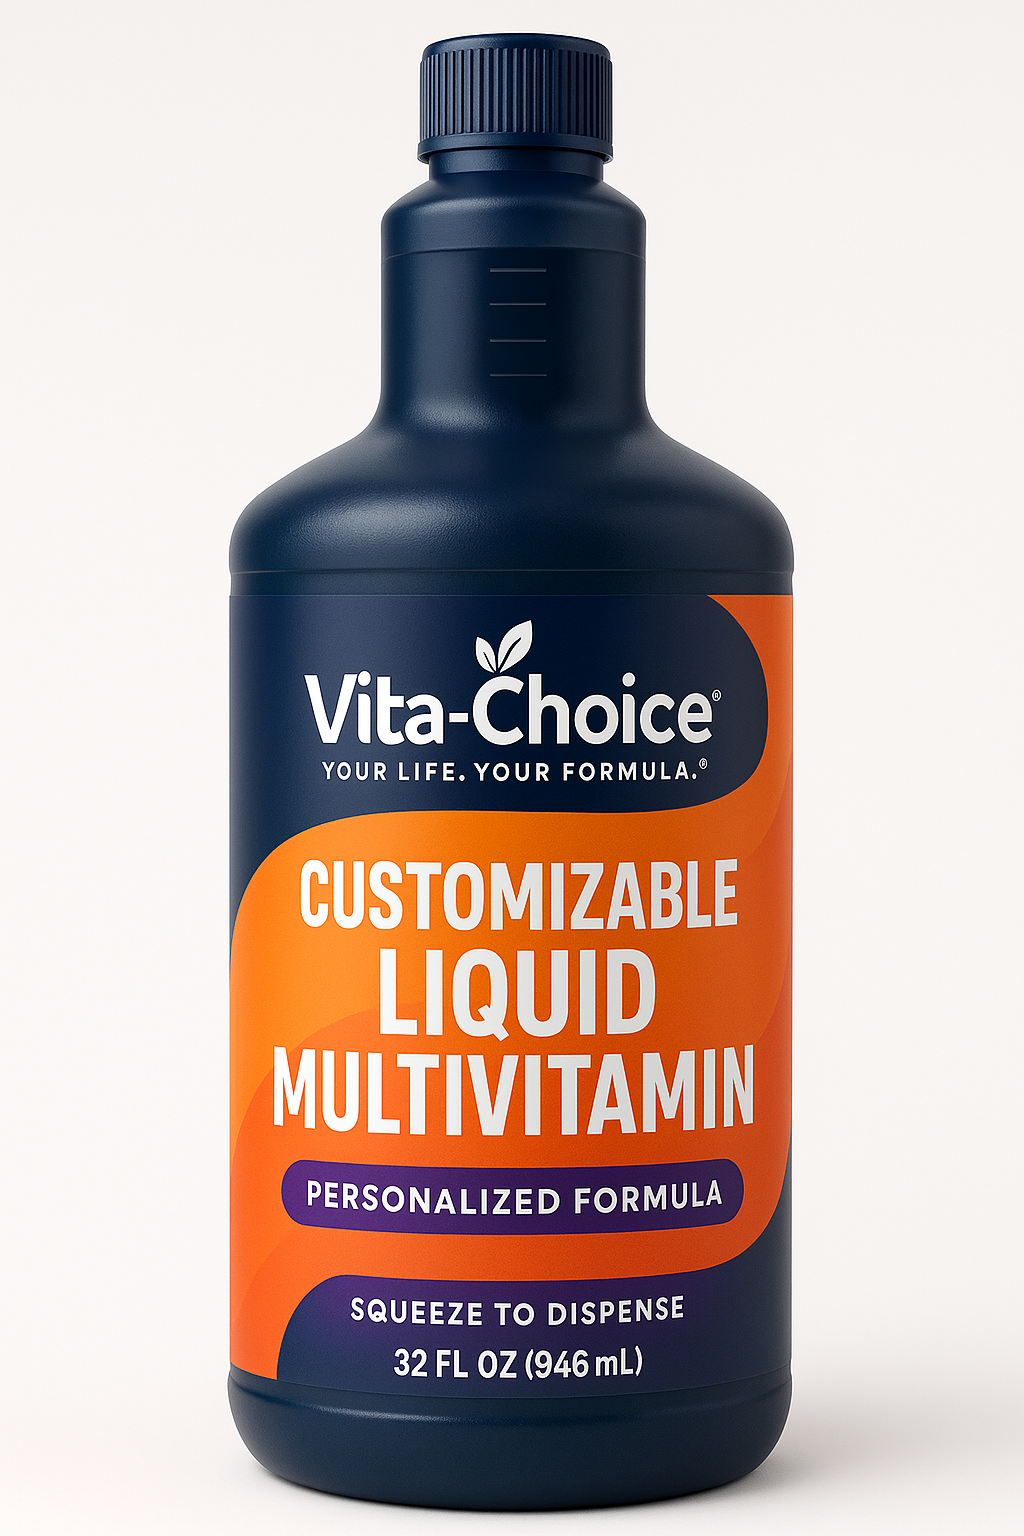 Vita-Choice®
YOUR LIFE. YOUR FORMULA.®
CUSTOMIZABLE
LIQUID
MULTIVITAMIN
PERSONALIZED FORMULA
SQUEEZE TO DISPENSE
32 FL OZ (946 mL)